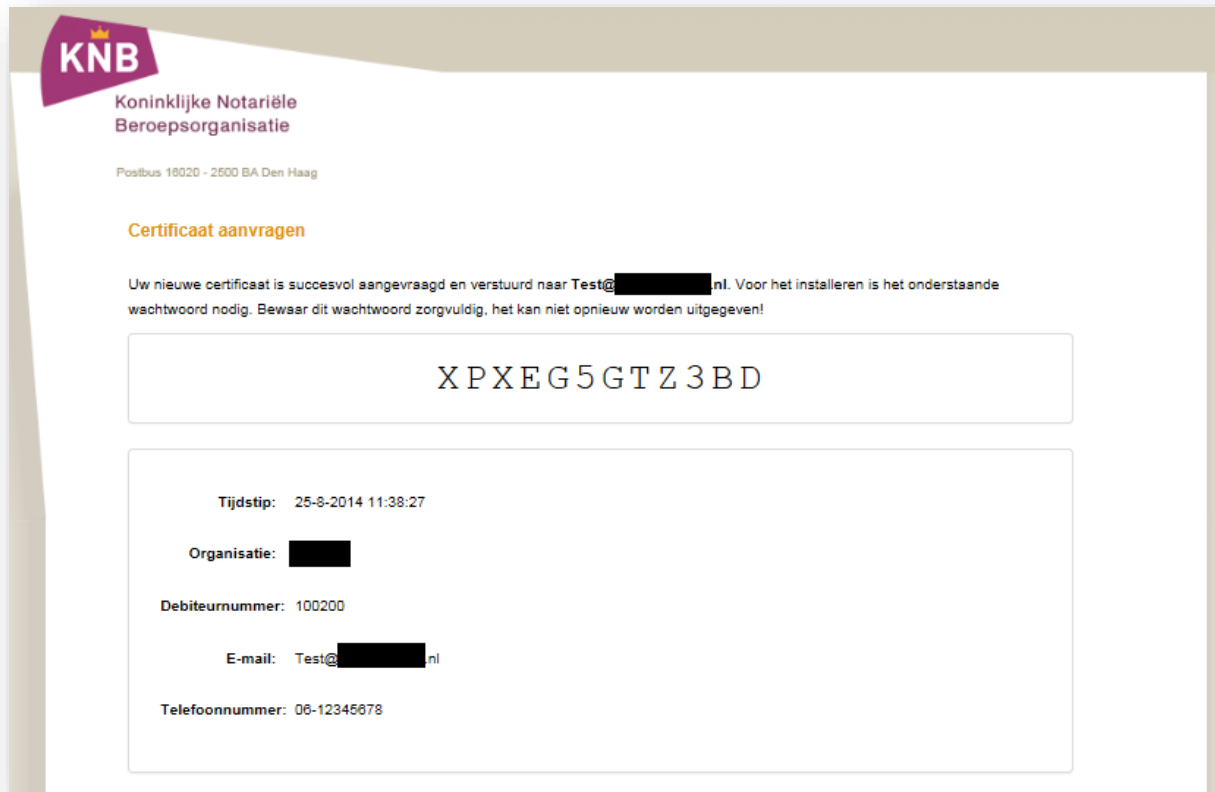 KNB
Koninklijke Notariële
Beroepsorganisatie
Postbus 16020 - 2500 BA Den Haag
Certificaat aanvragen
Uw nieuwe certificaat is succesvol aangevraagd en verstuurd naar Test@ .nl. Voor het installeren is het onderstaande
wachtwoord nodig. Bewaar dit wachtwoord zorgvuldig, het kan niet opnieuw worden uitgegeven!
XPXEG5GTZ3BD
Tijdstip: 25-8-2014 11:38:27
Organisatie:
Debiteurnummer: 100200
E-mail: Test@ .nl
Telefoonnummer: 06-12345678